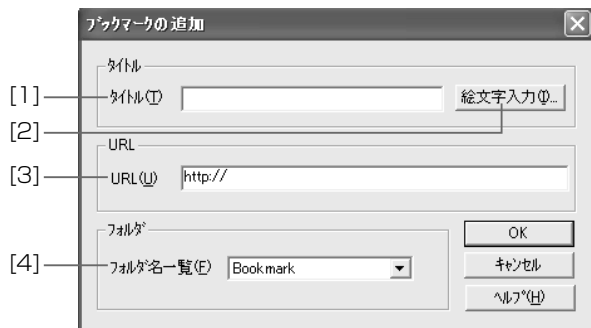 ﾌﾞｯｸﾏｰｸの追加
ﾀｲﾄﾙ
[1] ﾀｲﾄﾙ(T) 絵文字入力(I)...
[2]
URL
[3] URL(U) http://
ﾌｫﾙﾀﾞ
OK
[4] ﾌｫﾙﾀﾞ名一覧(F) Bookmark ｷｬﾝｾﾙ
ﾍﾙﾌﾟ(H)